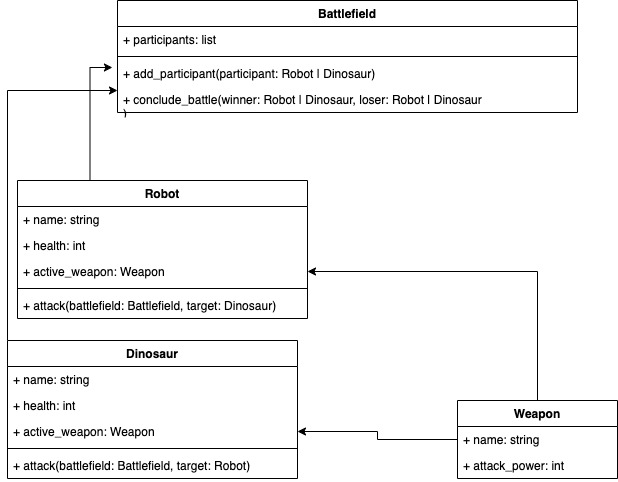 Battlefield
+ participants: list
+ add_participant(participant: Robot | Dinosaur)
+ conclude_battle(winner: Robot | Dinosaur, loser: Robot | Dinosaur
)
Robot
+ name: string
+ health: int
+ active_weapon: Weapon
+ attack(battlefield: Battlefield, target: Dinosaur)
Dinosaur
+ name: string
+ health: int
+ active_weapon: Weapon
+ attack(battlefield: Battlefield, target: Robot)
Weapon
+ name: string
+ attack_power: int